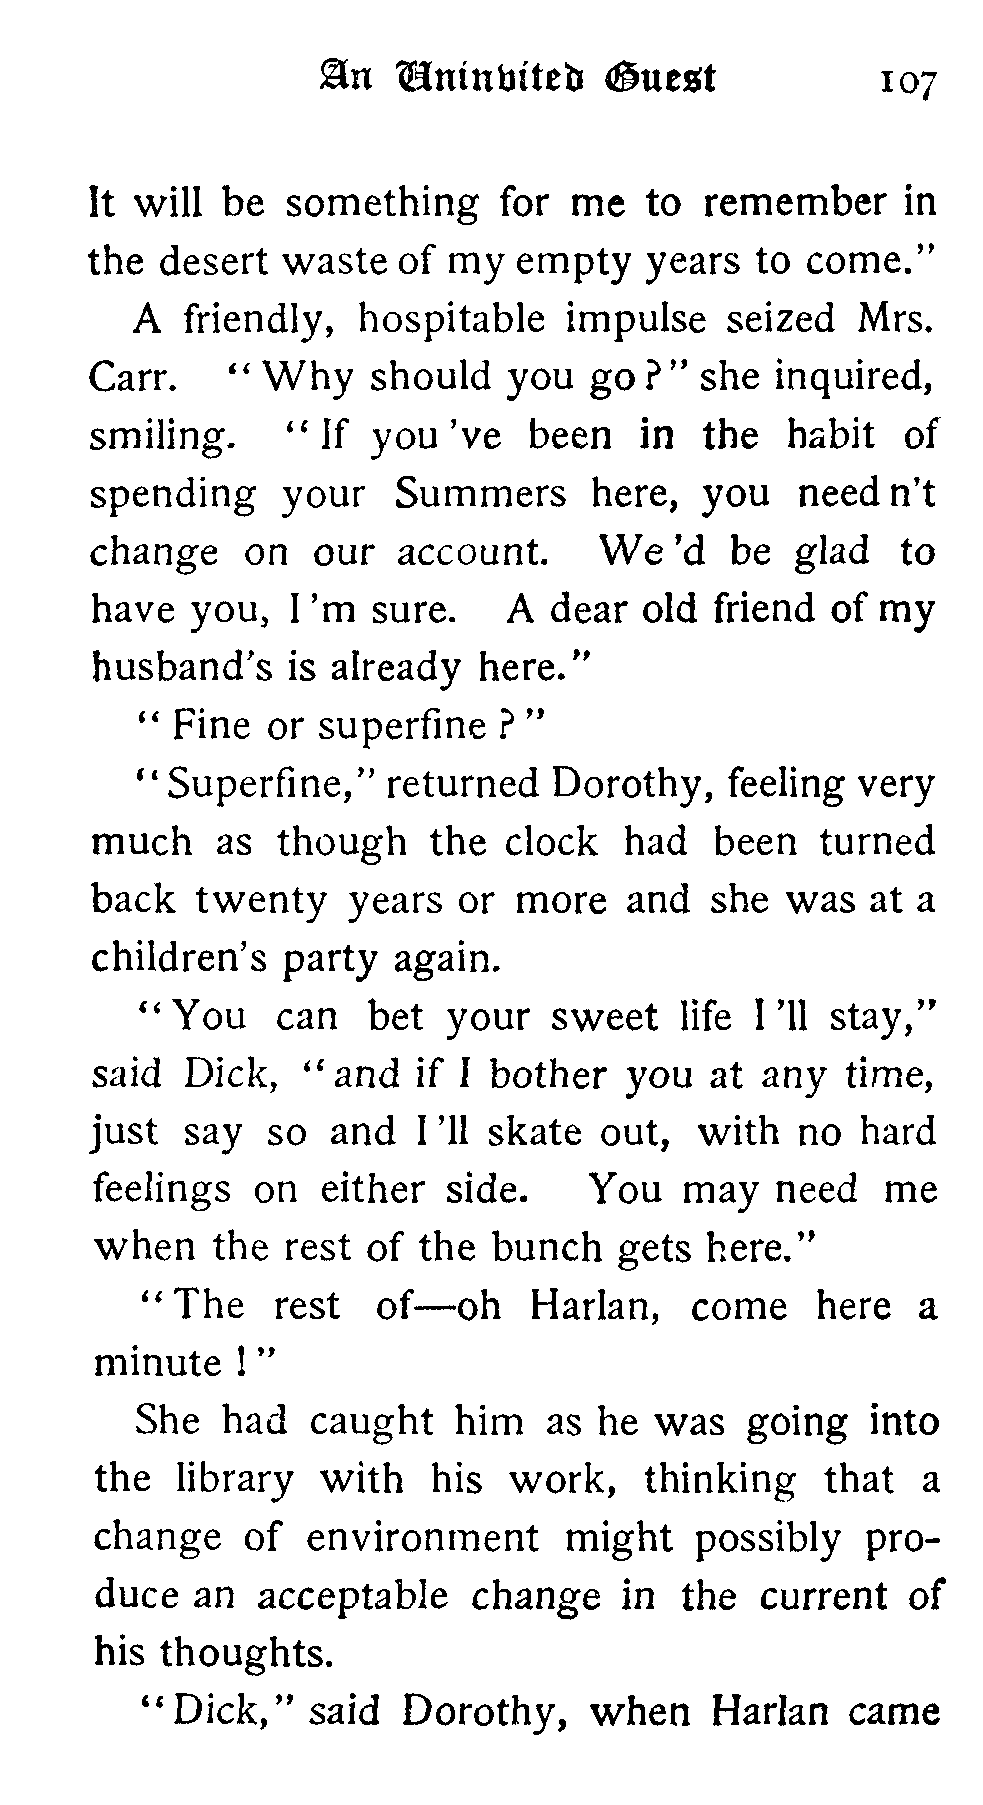 An Uninvited Guest 107
It will be something for me to remember in
the desert waste of my empty years to come."
A friendly, hospitable impulse seized Mrs.
Carr. "Why should you go?" she inquired,
smiling. "If you 've been in the habit of
spending your Summers here, you need n't
change on our account. We 'd be glad to
have you, I 'm sure. A dear old friend of my
husband's is already here."
"Fine or superfine?"
"Superfine," returned Dorothy, feeling very
much as though the clock had been turned
back twenty years or more and she was at a
children's party again.
"You can bet your sweet life I 'll stay,"
said Dick, "and if I bother you at any time,
just say so and I 'll skate out, with no hard
feelings on either side. You may need me
when the rest of the bunch gets here."
"The rest of—oh Harlan, come here a
minute!"
She had caught him as he was going into
the library with his work, thinking that a
change of environment might possibly pro-
duce an acceptable change in the current of
his thoughts.
"Dick," said Dorothy, when Harlan came